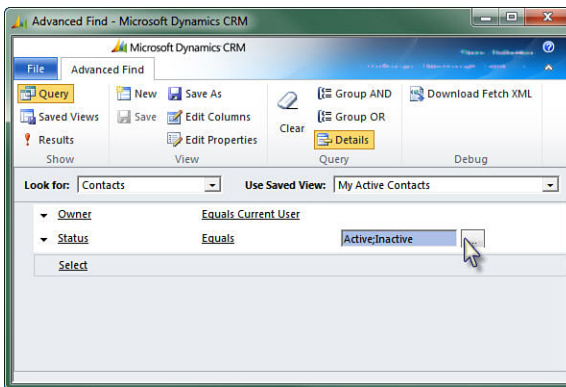 Advanced Find - Microsoft Dynamics CRM
Microsoft Dynamics CRM
File Advanced Find
Query New Save As Group AND Download Fetch XML
Saved Views Save Edit Columns Clear Group OR
Results Edit Properties Details
Show View Query Debug
Look for: Contacts Use Saved View: My Active Contacts
Owner Equals Current User
Status Equals Active;Inactive ...
Select